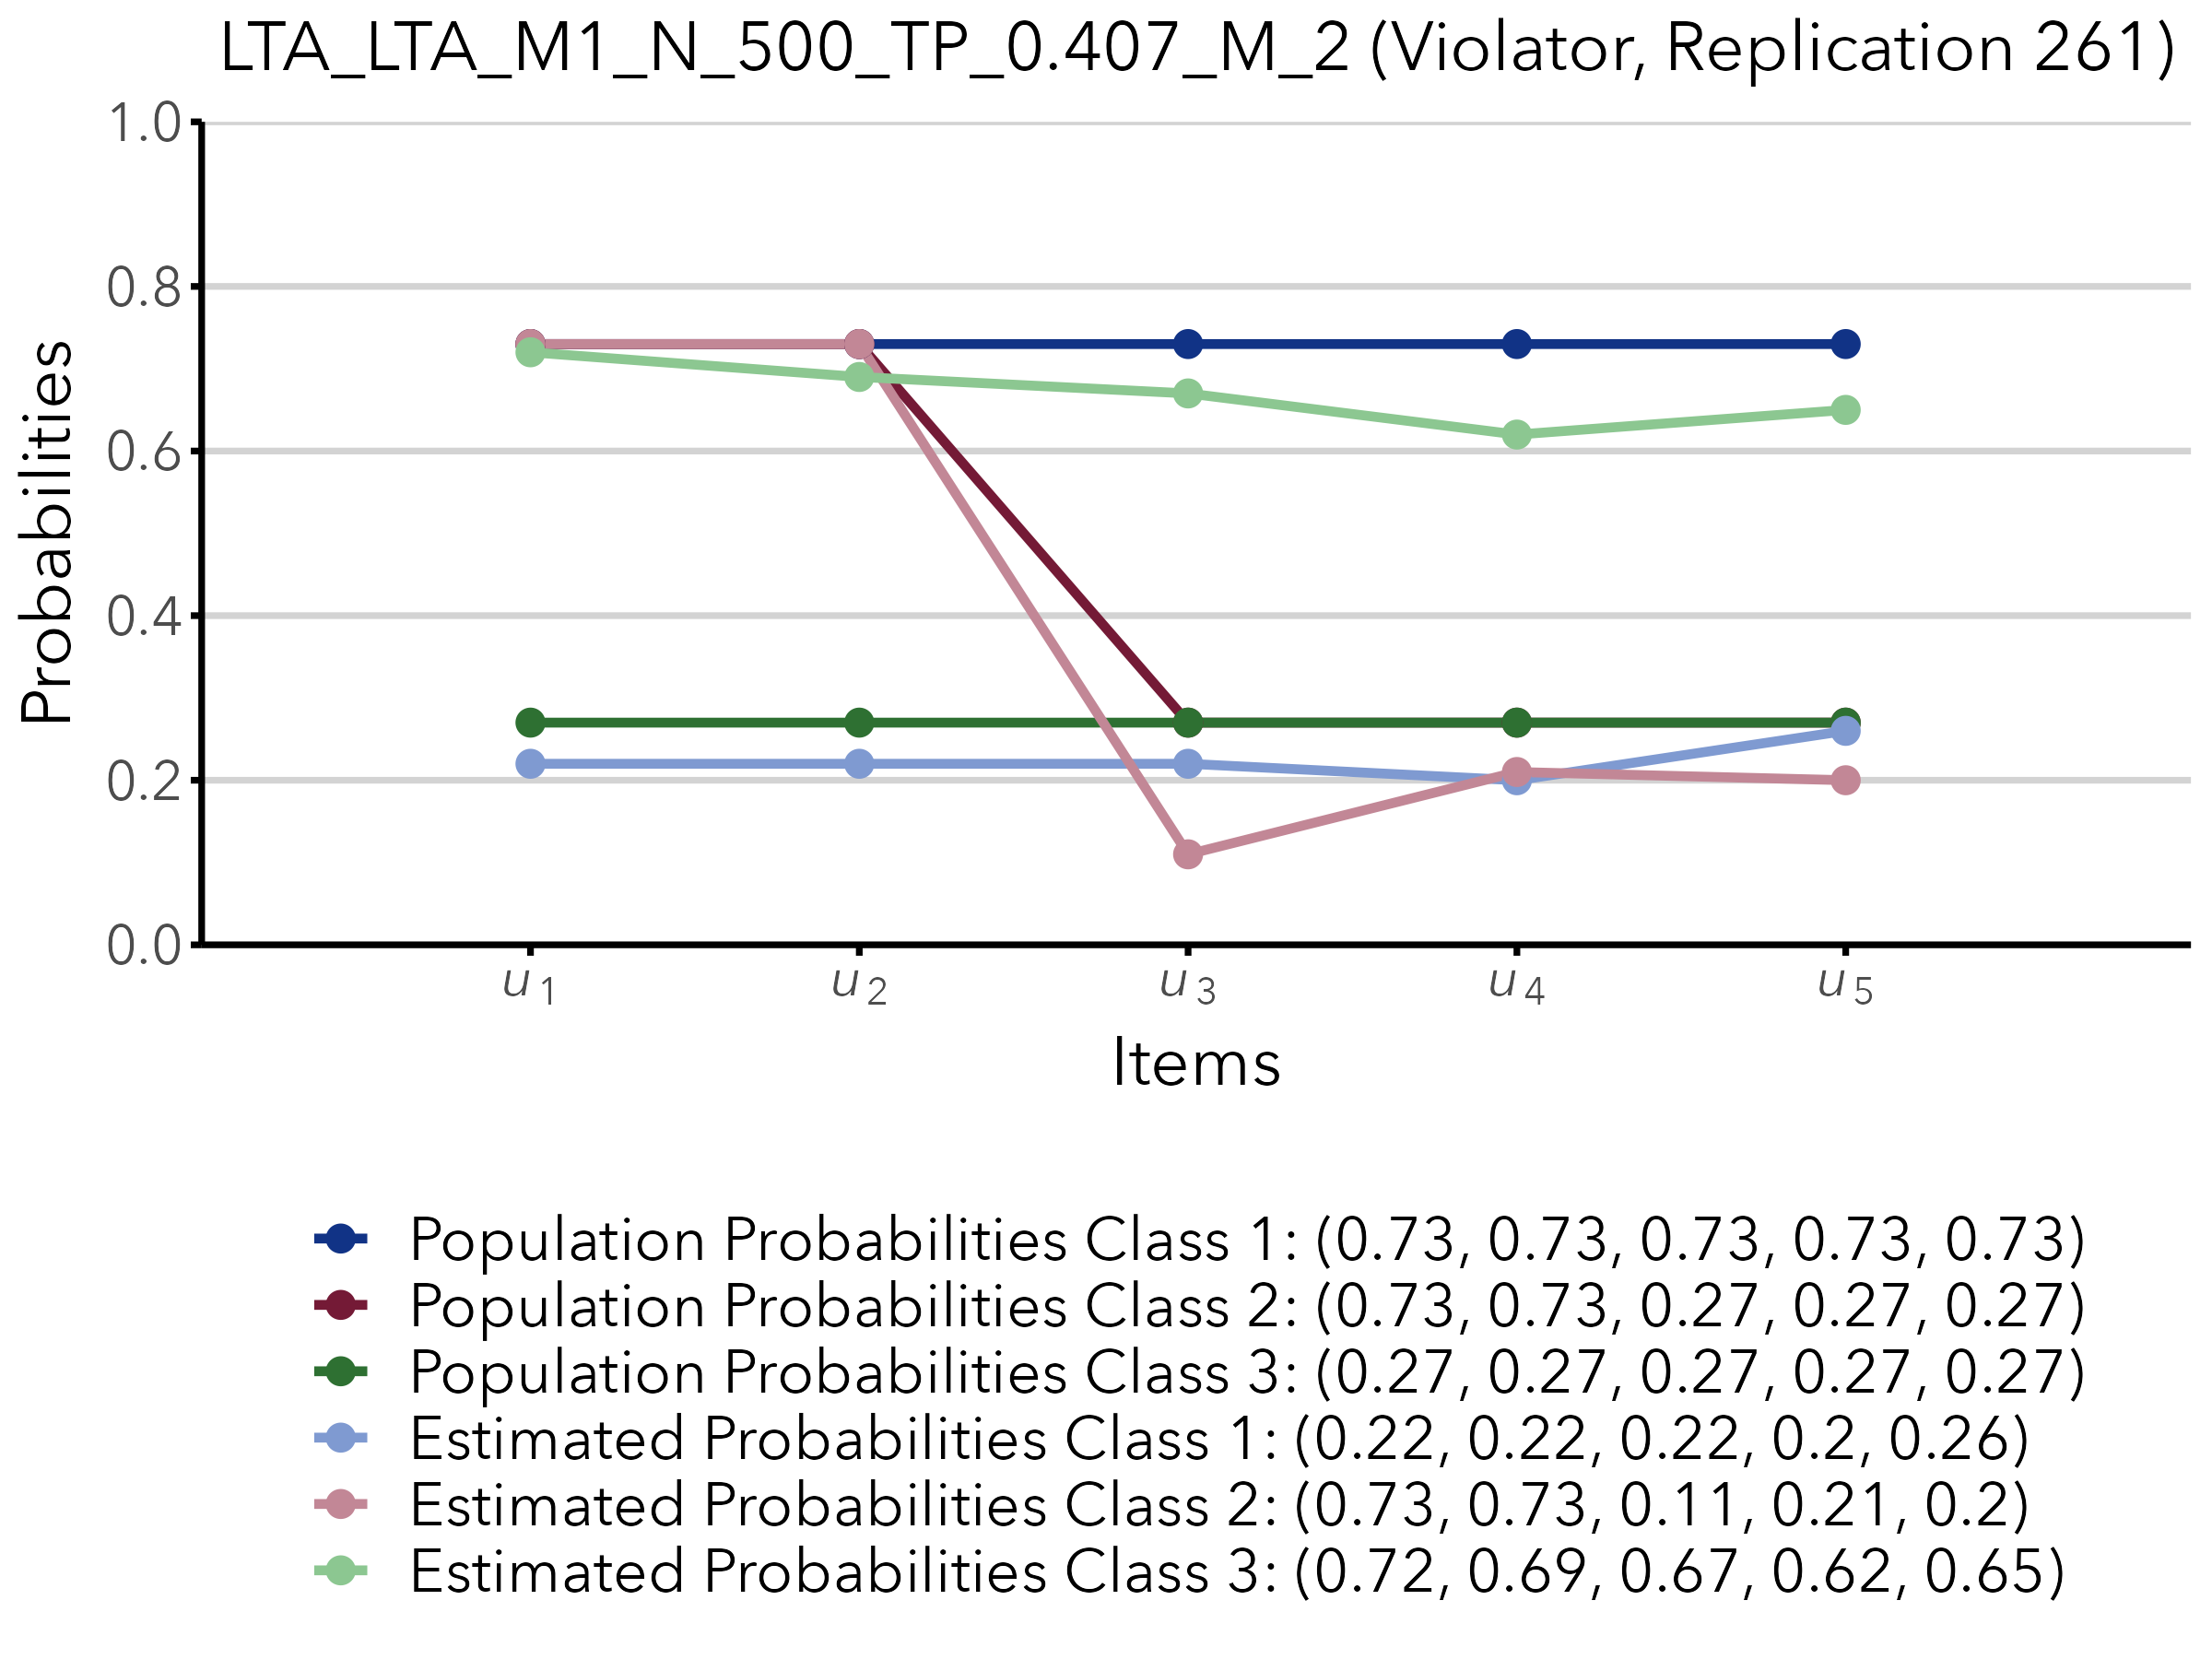 LTA_LTA_M1_N_500_TP_0.407_M_2 (Violator, Replication 261)
1.0
0.8
0.6
0.4
0.2
0.0
Probabilities
u1 u2 u3 u4 u5
Items
Population Probabilities Class 1: (0.73, 0.73, 0.73, 0.73, 0.73)
Population Probabilities Class 2: (0.73, 0.73, 0.27, 0.27, 0.27)
Population Probabilities Class 3: (0.27, 0.27, 0.27, 0.27, 0.27)
Estimated Probabilities Class 1: (0.22, 0.22, 0.22, 0.2, 0.26)
Estimated Probabilities Class 2: (0.73, 0.73, 0.11, 0.21, 0.2)
Estimated Probabilities Class 3: (0.72, 0.69, 0.67, 0.62, 0.65)